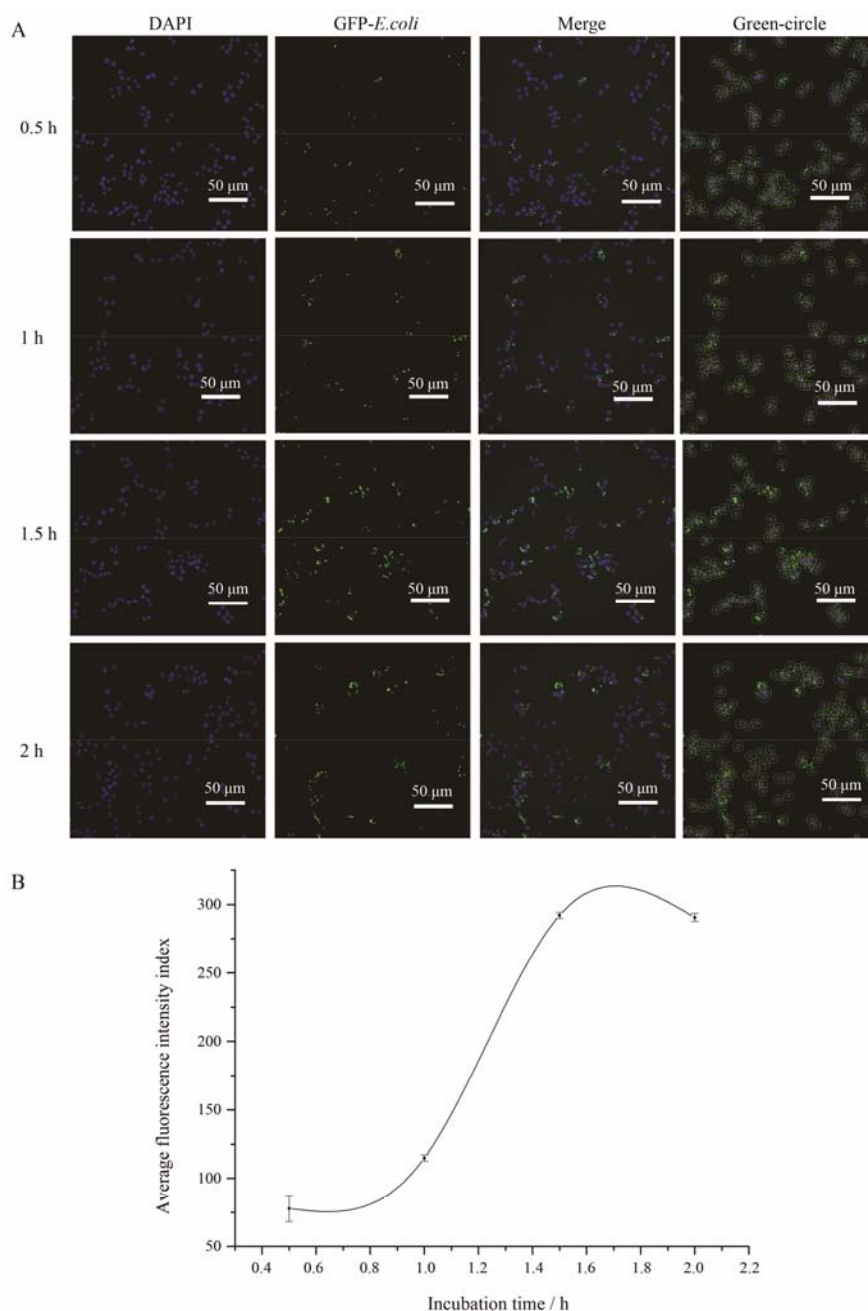 A
DAPI GFP-E.coli Merge Green-circle
0.5 h
50 μm 50 μm 50 μm 50 μm
1 h
50 μm 50 μm 50 μm 50 μm
1.5 h
50 μm 50 μm 50 μm 50 μm
2 h
50 μm 50 μm 50 μm 50 μm
B
Average fluorescence intensity index
300
250
200
150
100
50
0.4 0.6 0.8 1.0 1.2 1.4 1.6 1.8 2.0 2.2
Incubation time / h